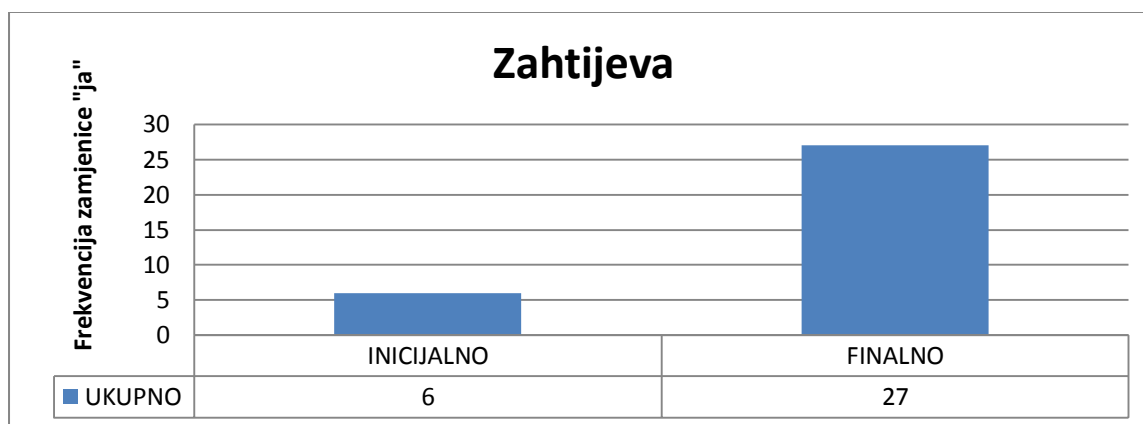 Zahtijeva
Frekvencija zamjenice "ja"
30
25
20
15
10
5
0
INICIJALNO FINALNO
UKUPNO 6 27